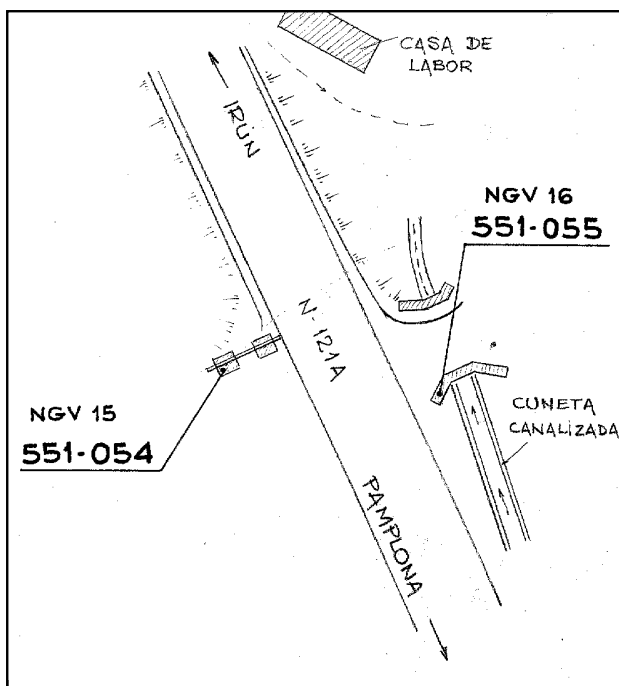 CASA DE
LABOR
IRÚN
NGV 16
551-055
N-121A
NGV 15
551-054
CUNETA
CANALIZADA
PAMPLONA